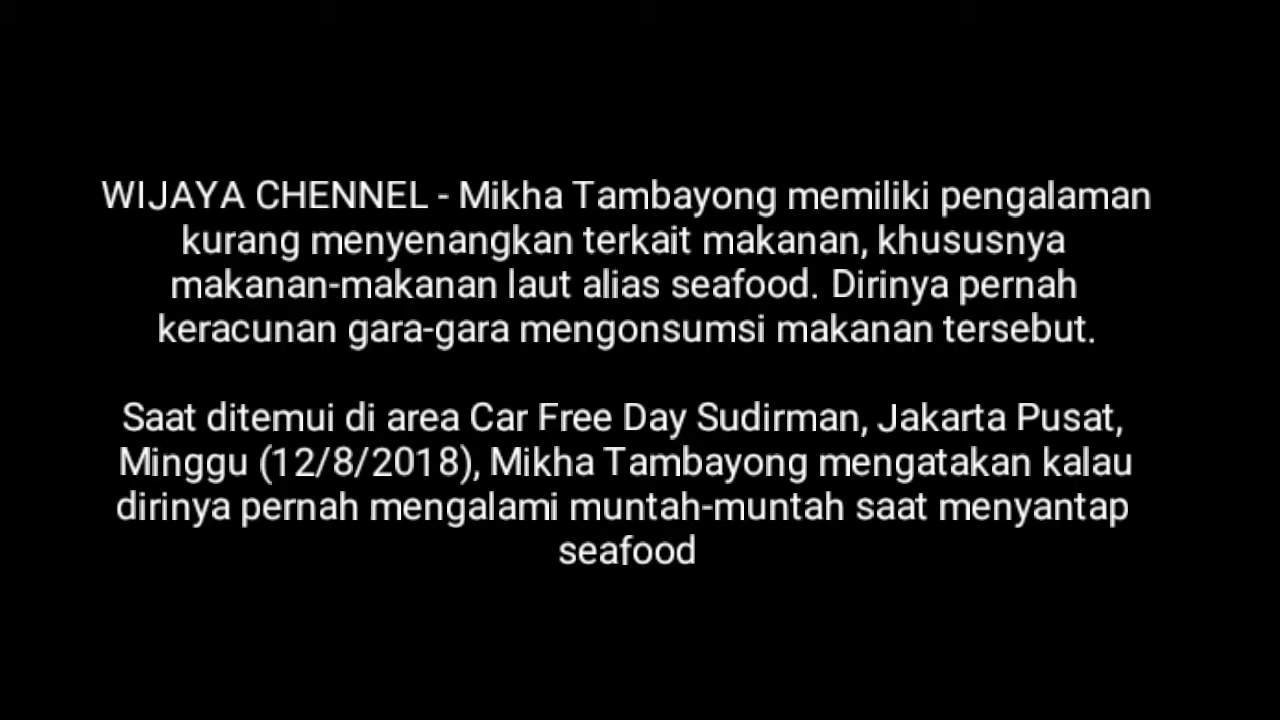 WIJAYA CHENNEL - Mikha Tambayong memiliki pengalaman
kurang menyenangkan terkait makanan, khususnya
makanan-makanan laut alias seafood. Dirinya pernah
keracunan gara-gara mengonsumsi makanan tersebut.
Saat ditemui di area Car Free Day Sudirman, Jakarta Pusat,
Minggu (12/8/2018), Mikha Tambayong mengatakan kalau
dirinya pernah mengalami muntah-muntah saat menyantap
seafood